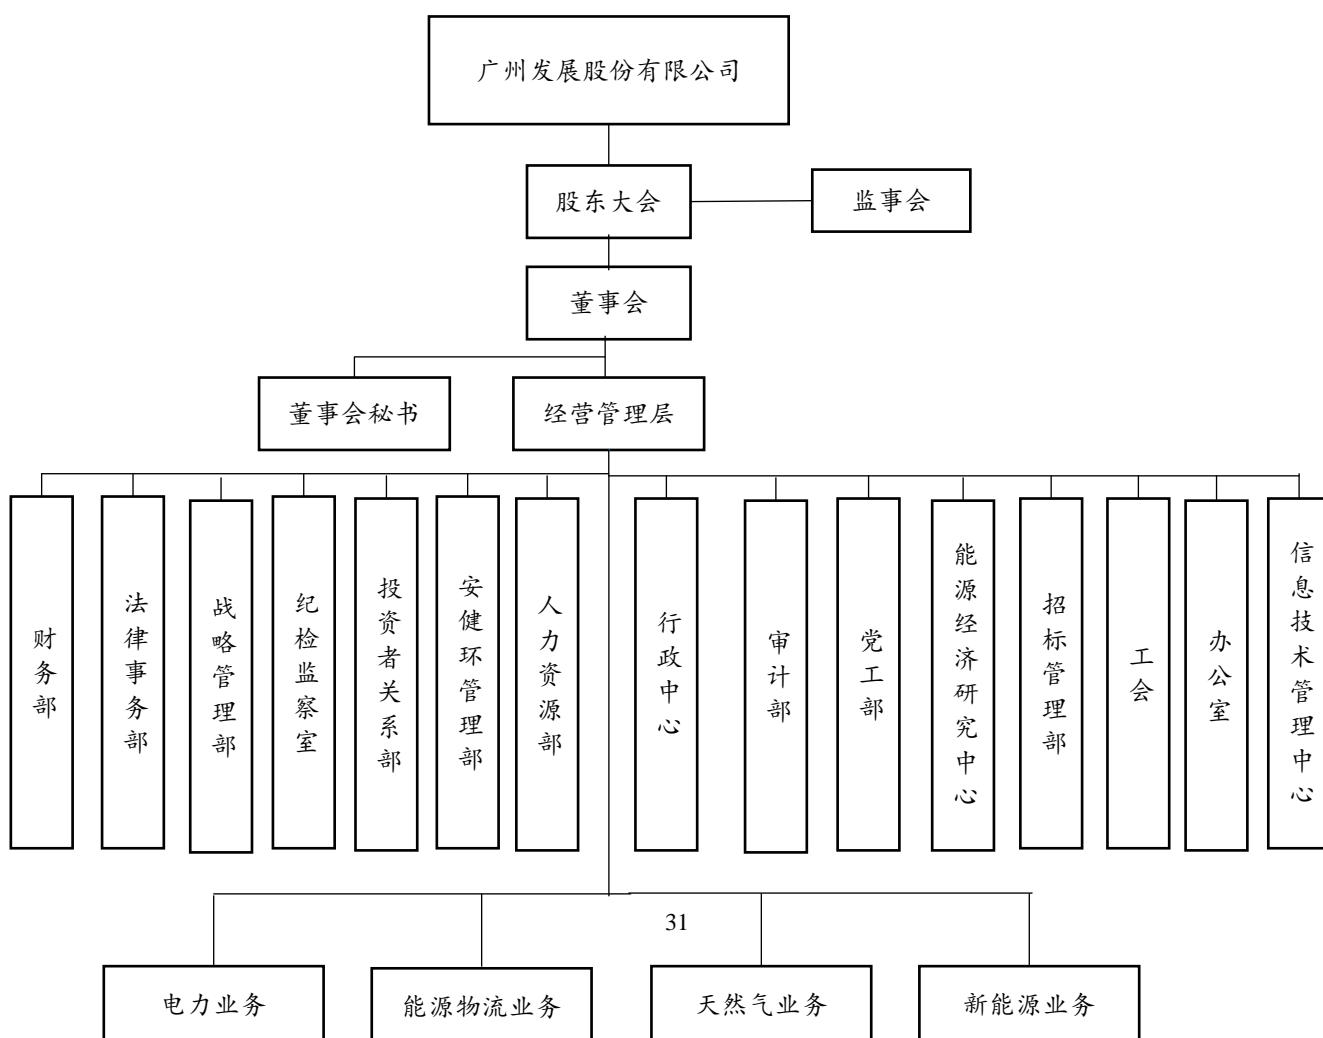 广州发展股份有限公司
股东大会
监事会
董事会
董事会秘书
经营管理层
财务部
法律事务部
战略管理部
纪检监察室
投资者关系部
安健环管理部
人力资源部
行政中心
审计部
党工部
能源经济研究中心
招标管理部
工会
办公室
信息技术管理中心
31
电力业务
能源物流业务
天然气业务
新能源业务